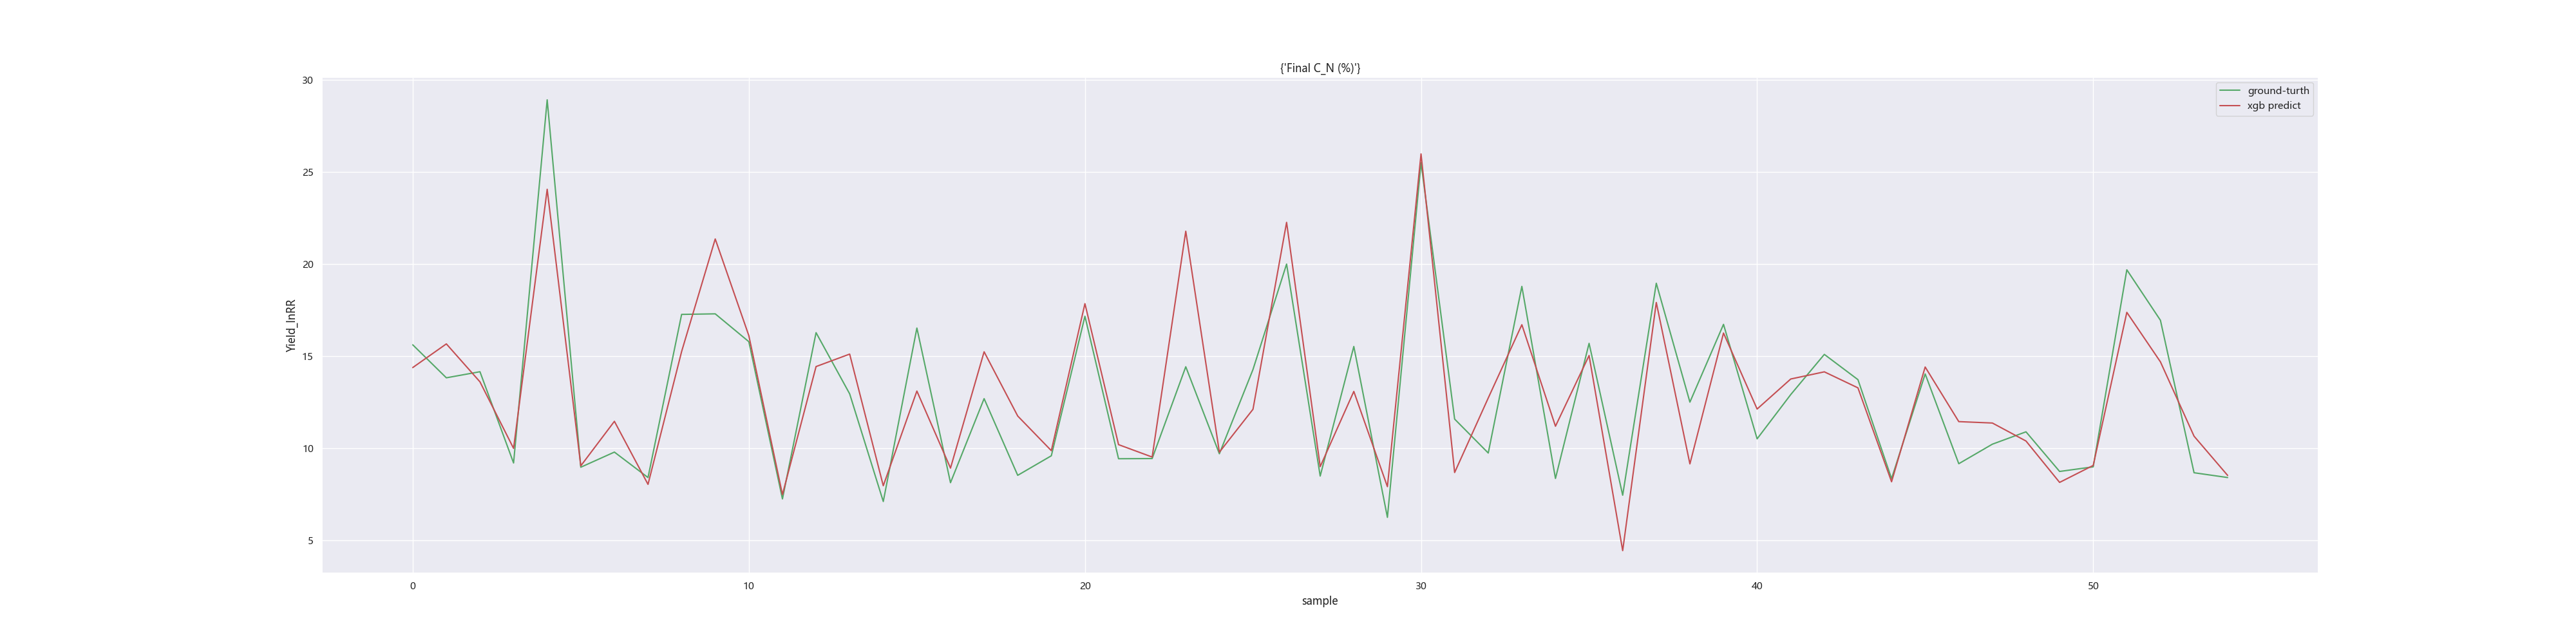 {'Final C_N (%)'}
ground-turth
xgb predict
30
25
20
15
10
5
Yield_lnRR
0 10 20 30 40 50
sample